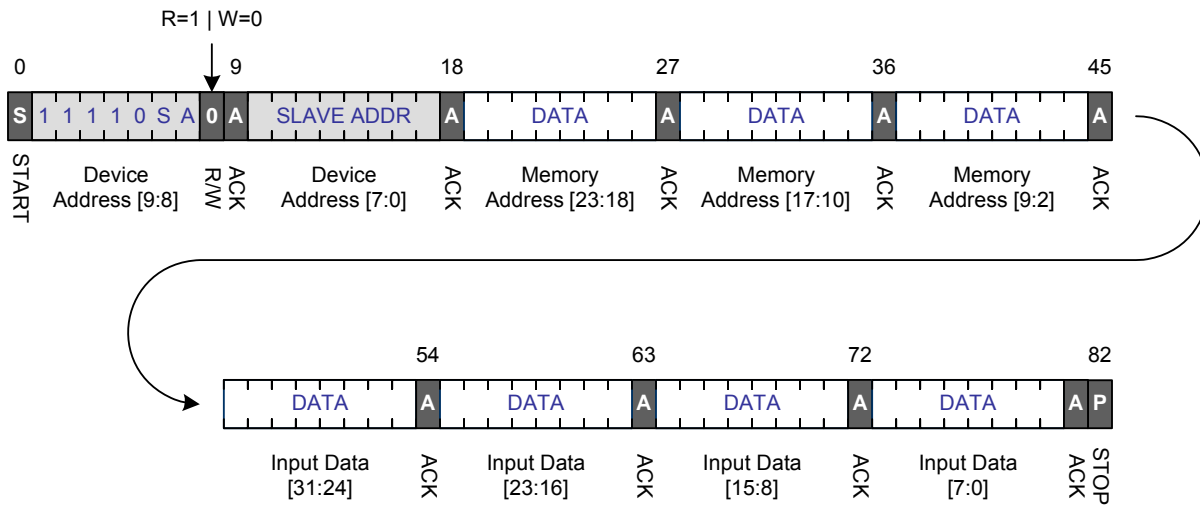 R=1 | W=0
0 9 18 27 36 45
S 1 1 1 1 0 S A 0 A SLAVE ADDR A DATA A DATA A DATA A
START Device Address [9:8] R/W ACK Device Address [7:0] ACK Memory Address [23:18] ACK Memory Address [17:10] ACK Memory Address [9:2] ACK
54 63 72 82
DATA A DATA A DATA A DATA A P
Input Data [31:24] ACK Input Data [23:16] ACK Input Data [15:8] ACK Input Data [7:0] ACK STOP